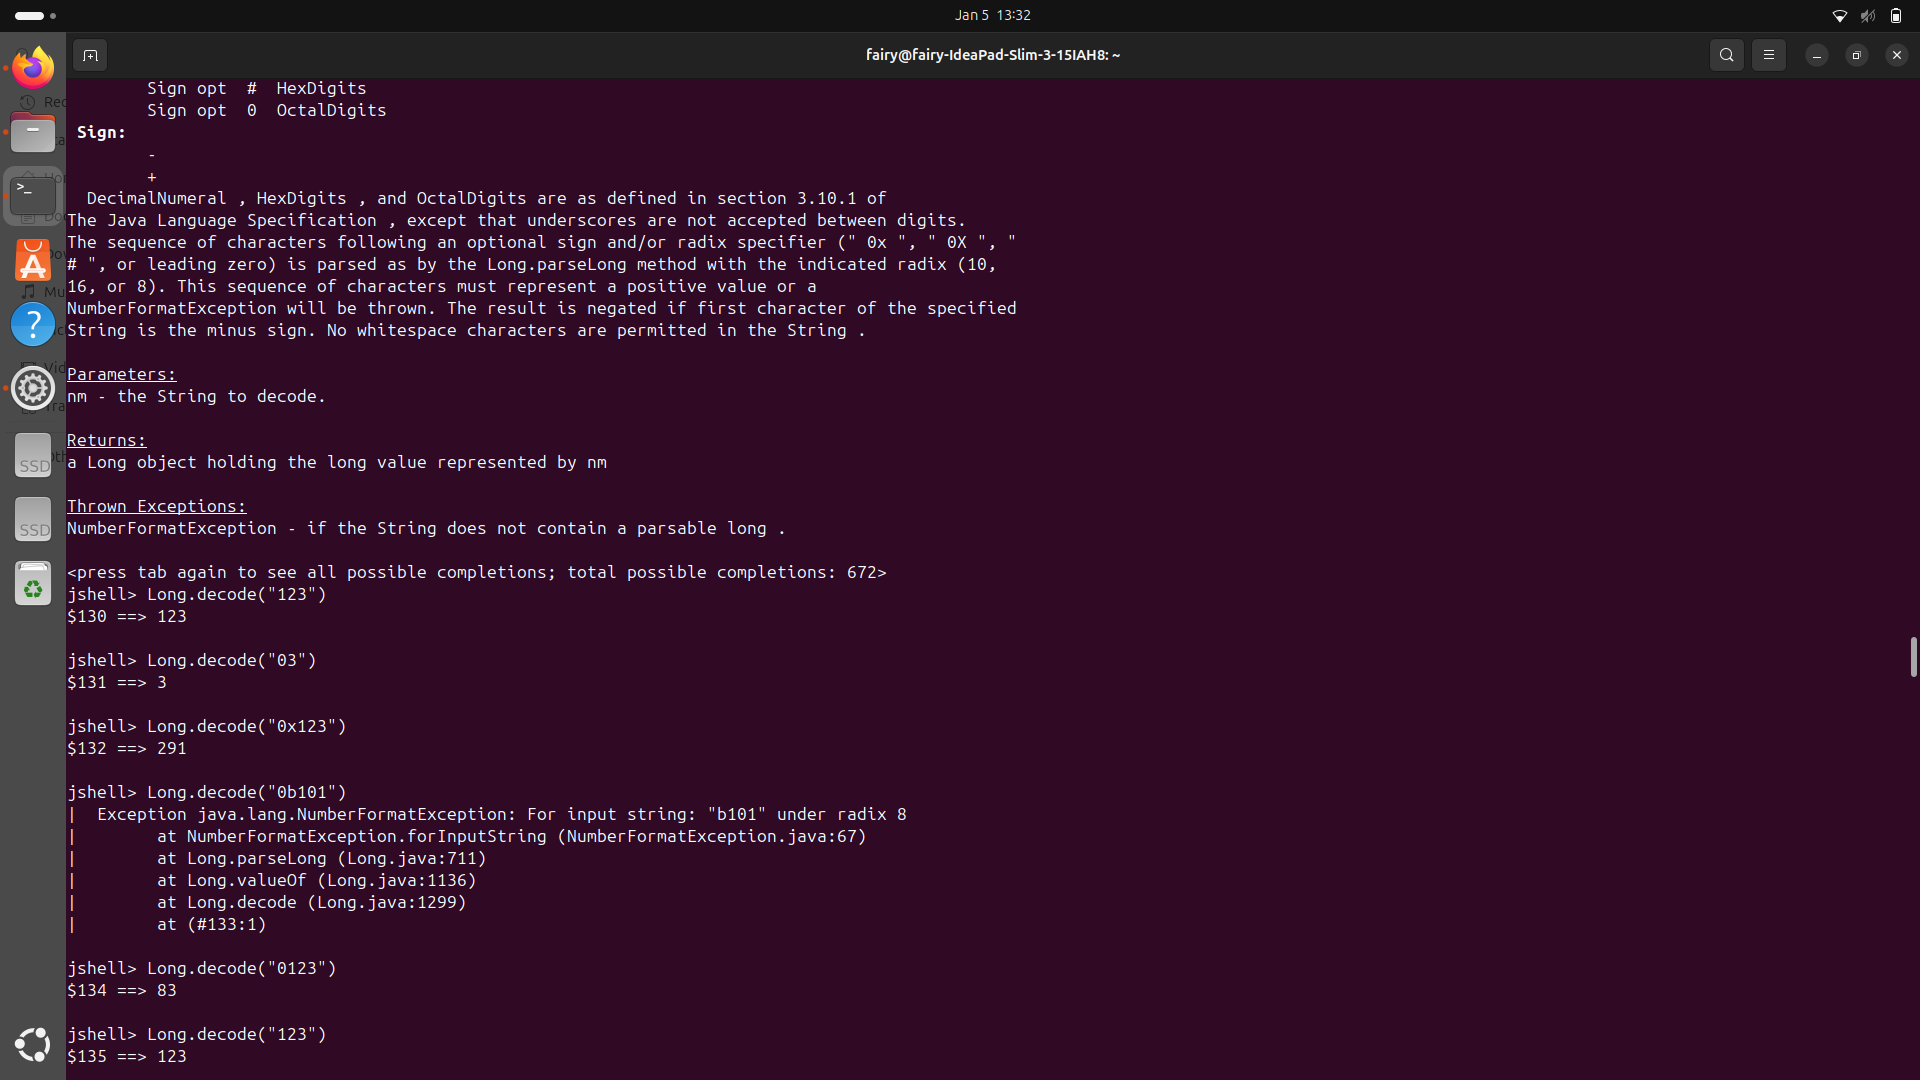 Jan 5 13:32
fairy@fairy-IdeaPad-Slim-3-15IAH8: ~
Sign opt # HexDigits
Sign opt 0 OctalDigits
Sign:
-
+
DecimalNumeral , HexDigits , and OctalDigits are as defined in section 3.10.1 of
The Java Language Specification , except that underscores are not accepted between digits.
The sequence of characters following an optional sign and/or radix specifier (" 0x ", " 0X ", "
# ", or leading zero) is parsed as by the Long.parseLong method with the indicated radix (10,
16, or 8). This sequence of characters must represent a positive value or a
NumberFormatException will be thrown. The result is negated if first character of the specified
String is the minus sign. No whitespace characters are permitted in the String .
Parameters:
nm - the String to decode.
Returns:
a Long object holding the long value represented by nm
Thrown Exceptions:
NumberFormatException - if the String does not contain a parsable long .
<press tab again to see all possible completions; total possible completions: 672>
jshell> Long.decode("123")
$130 ==> 123
jshell> Long.decode("03")
$131 ==> 3
jshell> Long.decode("0x123")
$132 ==> 291
jshell> Long.decode("0b101")
| Exception java.lang.NumberFormatException: For input string: "b101" under radix 8
| at NumberFormatException.forInputString (NumberFormatException.java:67)
| at Long.parseLong (Long.java:711)
| at Long.valueOf (Long.java:1136)
| at Long.decode (Long.java:1299)
| at (#133:1)
jshell> Long.decode("0123")
$134 ==> 83
jshell> Long.decode("123")
$135 ==> 123
>_
A
?
SSD
SSD